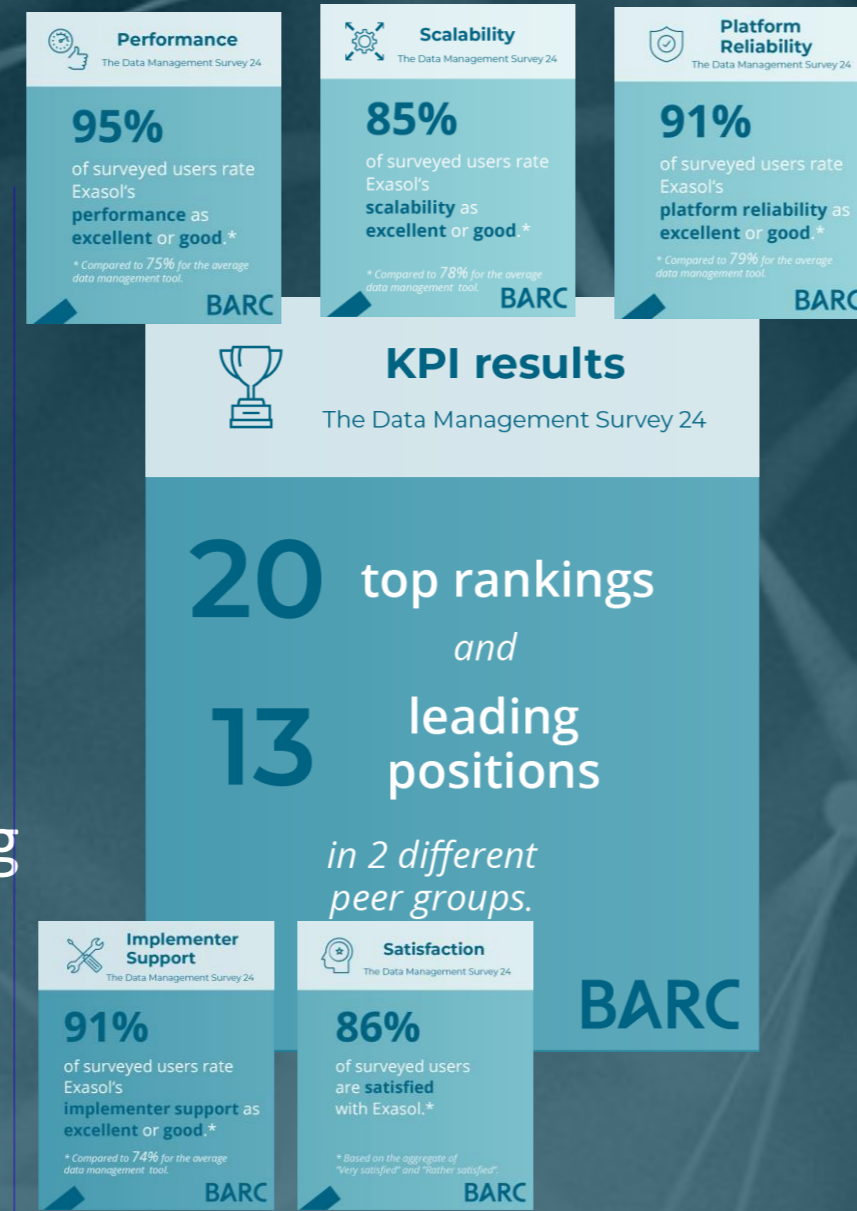 Performance
The Data Management Survey 24
95%
of surveyed users rate
Exasol's
performance as
excellent or good.*
* Compared to 75% for the average
data management tool.
BARC
Scalability
The Data Management Survey 24
85%
of surveyed users rate
Exasol's
scalability as
excellent or good.*
* Compared to 78% for the average
data management tool.
BARC
Platform
Reliability
The Data Management Survey 24
91%
of surveyed users rate
Exasol's
platform reliability as
excellent or good.*
* Compared to 79% for the average
data management tool.
BARC
KPI results
The Data Management Survey 24
20 top rankings
and
13 leading
positions
in 2 different
peer groups.
BARC
Implementer
Support
The Data Management Survey 24
91%
of surveyed users rate
Exasol's
implementer support as
excellent or good.*
* Compared to 74% for the average
data management tool.
BARC
Satisfaction
The Data Management Survey 24
86%
of surveyed users
are satisfied
with Exasol.*
* Based on the aggregate of
"Very satisfied" and "Rather satisfied".
BARC